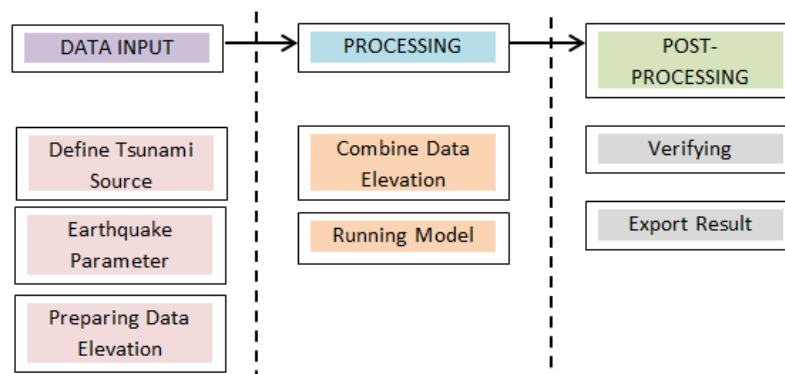 DATA INPUT
PROCESSING
POST-
PROCESSING
Define Tsunami
Source
Earthquake
Parameter
Preparing Data
Elevation
Combine Data
Elevation
Running Model
Verifying
Export Result